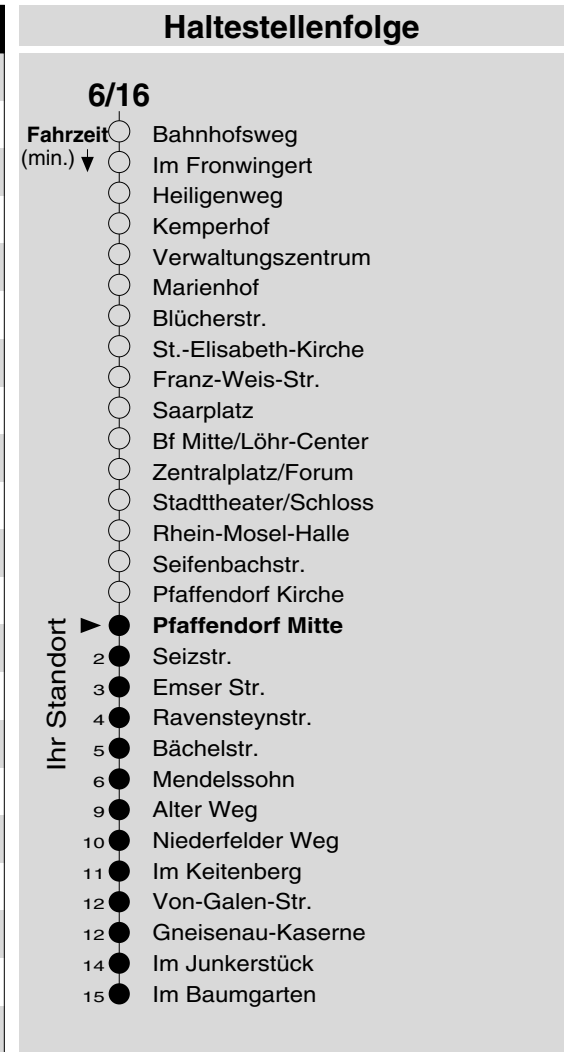 Haltestellenfolge
6/16
Fahrzeit Bahnhofsweg
(min.) Im Fronwingert
Heiligenweg
Kemperhof
Verwaltungszentrum
Marienhof
Blücherstr.
St.-Elisabeth-Kirche
Franz-Weis-Str.
Saarplatz
Bf Mitte/Löhr-Center
Zentralplatz/Forum
Stadttheater/Schloss
Rhein-Mosel-Halle
Seifenbachstr.
Pfaffendorf Kirche
Ihr Standort
Pfaffendorf Mitte
2 Seizstr.
3 Emser Str.
4 Ravensteynstr.
5 Bächelstr.
6 Mendelssohn
9 Alter Weg
10 Niederfelder Weg
11 Im Keitenberg
12 Von-Galen-Str.
12 Gneisenau-Kaserne
14 Im Junkerstück
15 Im Baumgarten